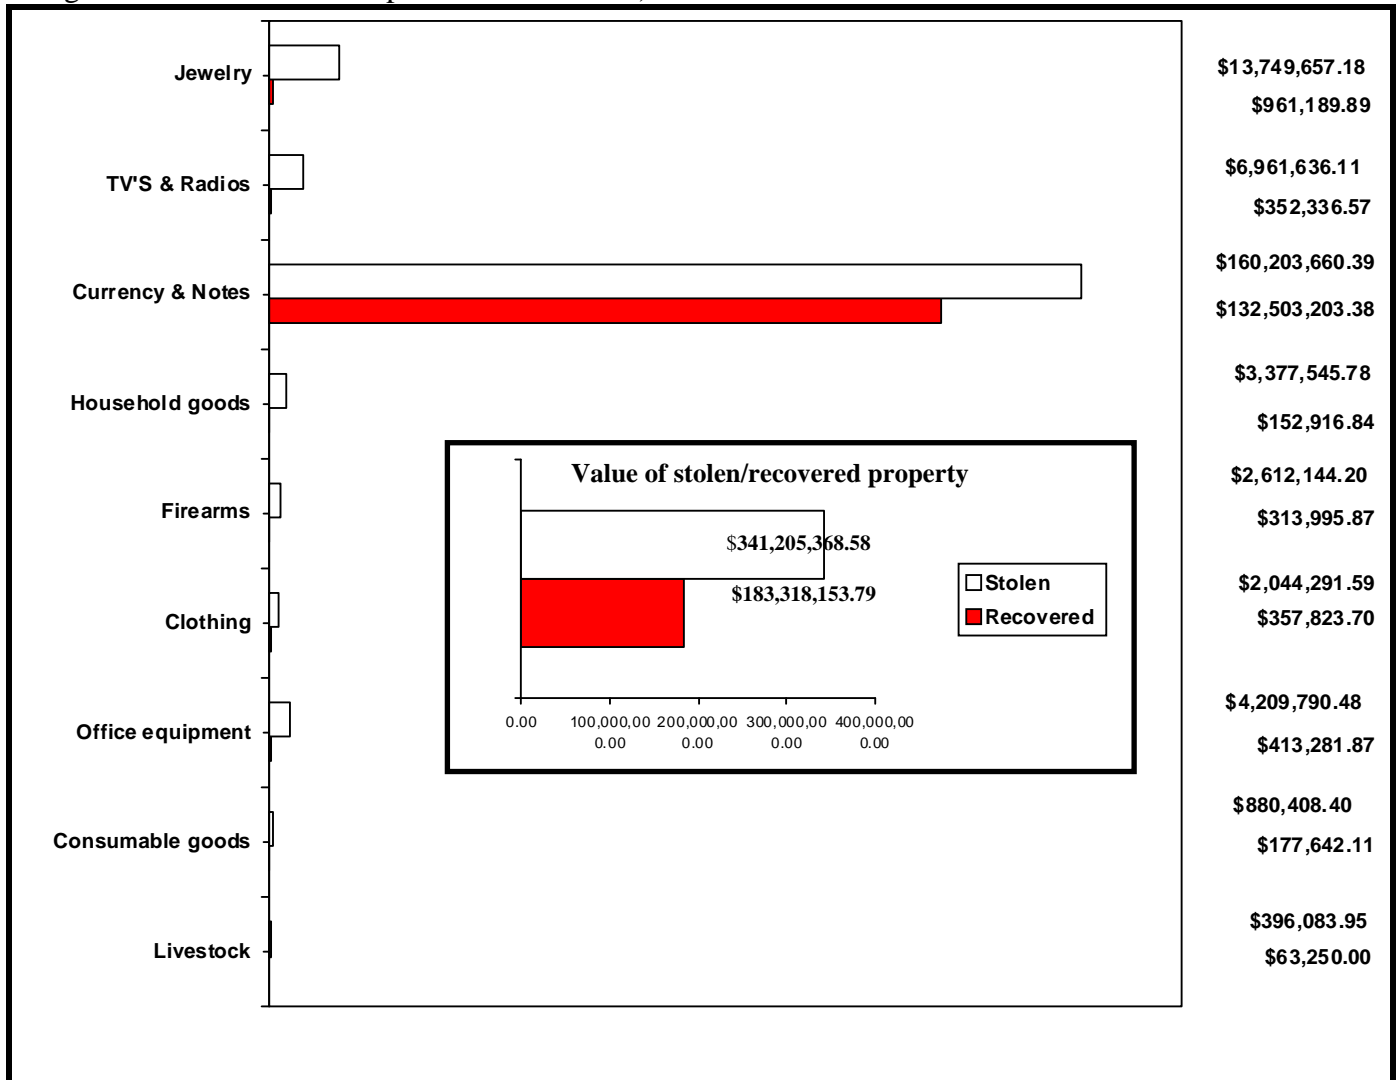 Jewelry
$13,749,657.18
$961,189.89
TV'S & Radios
$6,961,636.11
$352,336.57
Currency & Notes
$160,203,660.39
$132,503,203.38
Household goods
$3,377,545.78
$152,916.84
Firearms
$2,612,144.20
$313,995.87
Clothing
$2,044,291.59
$357,823.70
Office equipment
$4,209,790.48
$413,281.87
Consumable goods
$880,408.40
$177,642.11
Livestock
$396,083.95
$63,250.00
Value of stolen/recovered property
$341,205,368.58
$183,318,153.79
Stolen
Recovered
0.00 100,000,00 200,000,00 300,000,00 400,000,00
0.00 0.00 0.00 0.00